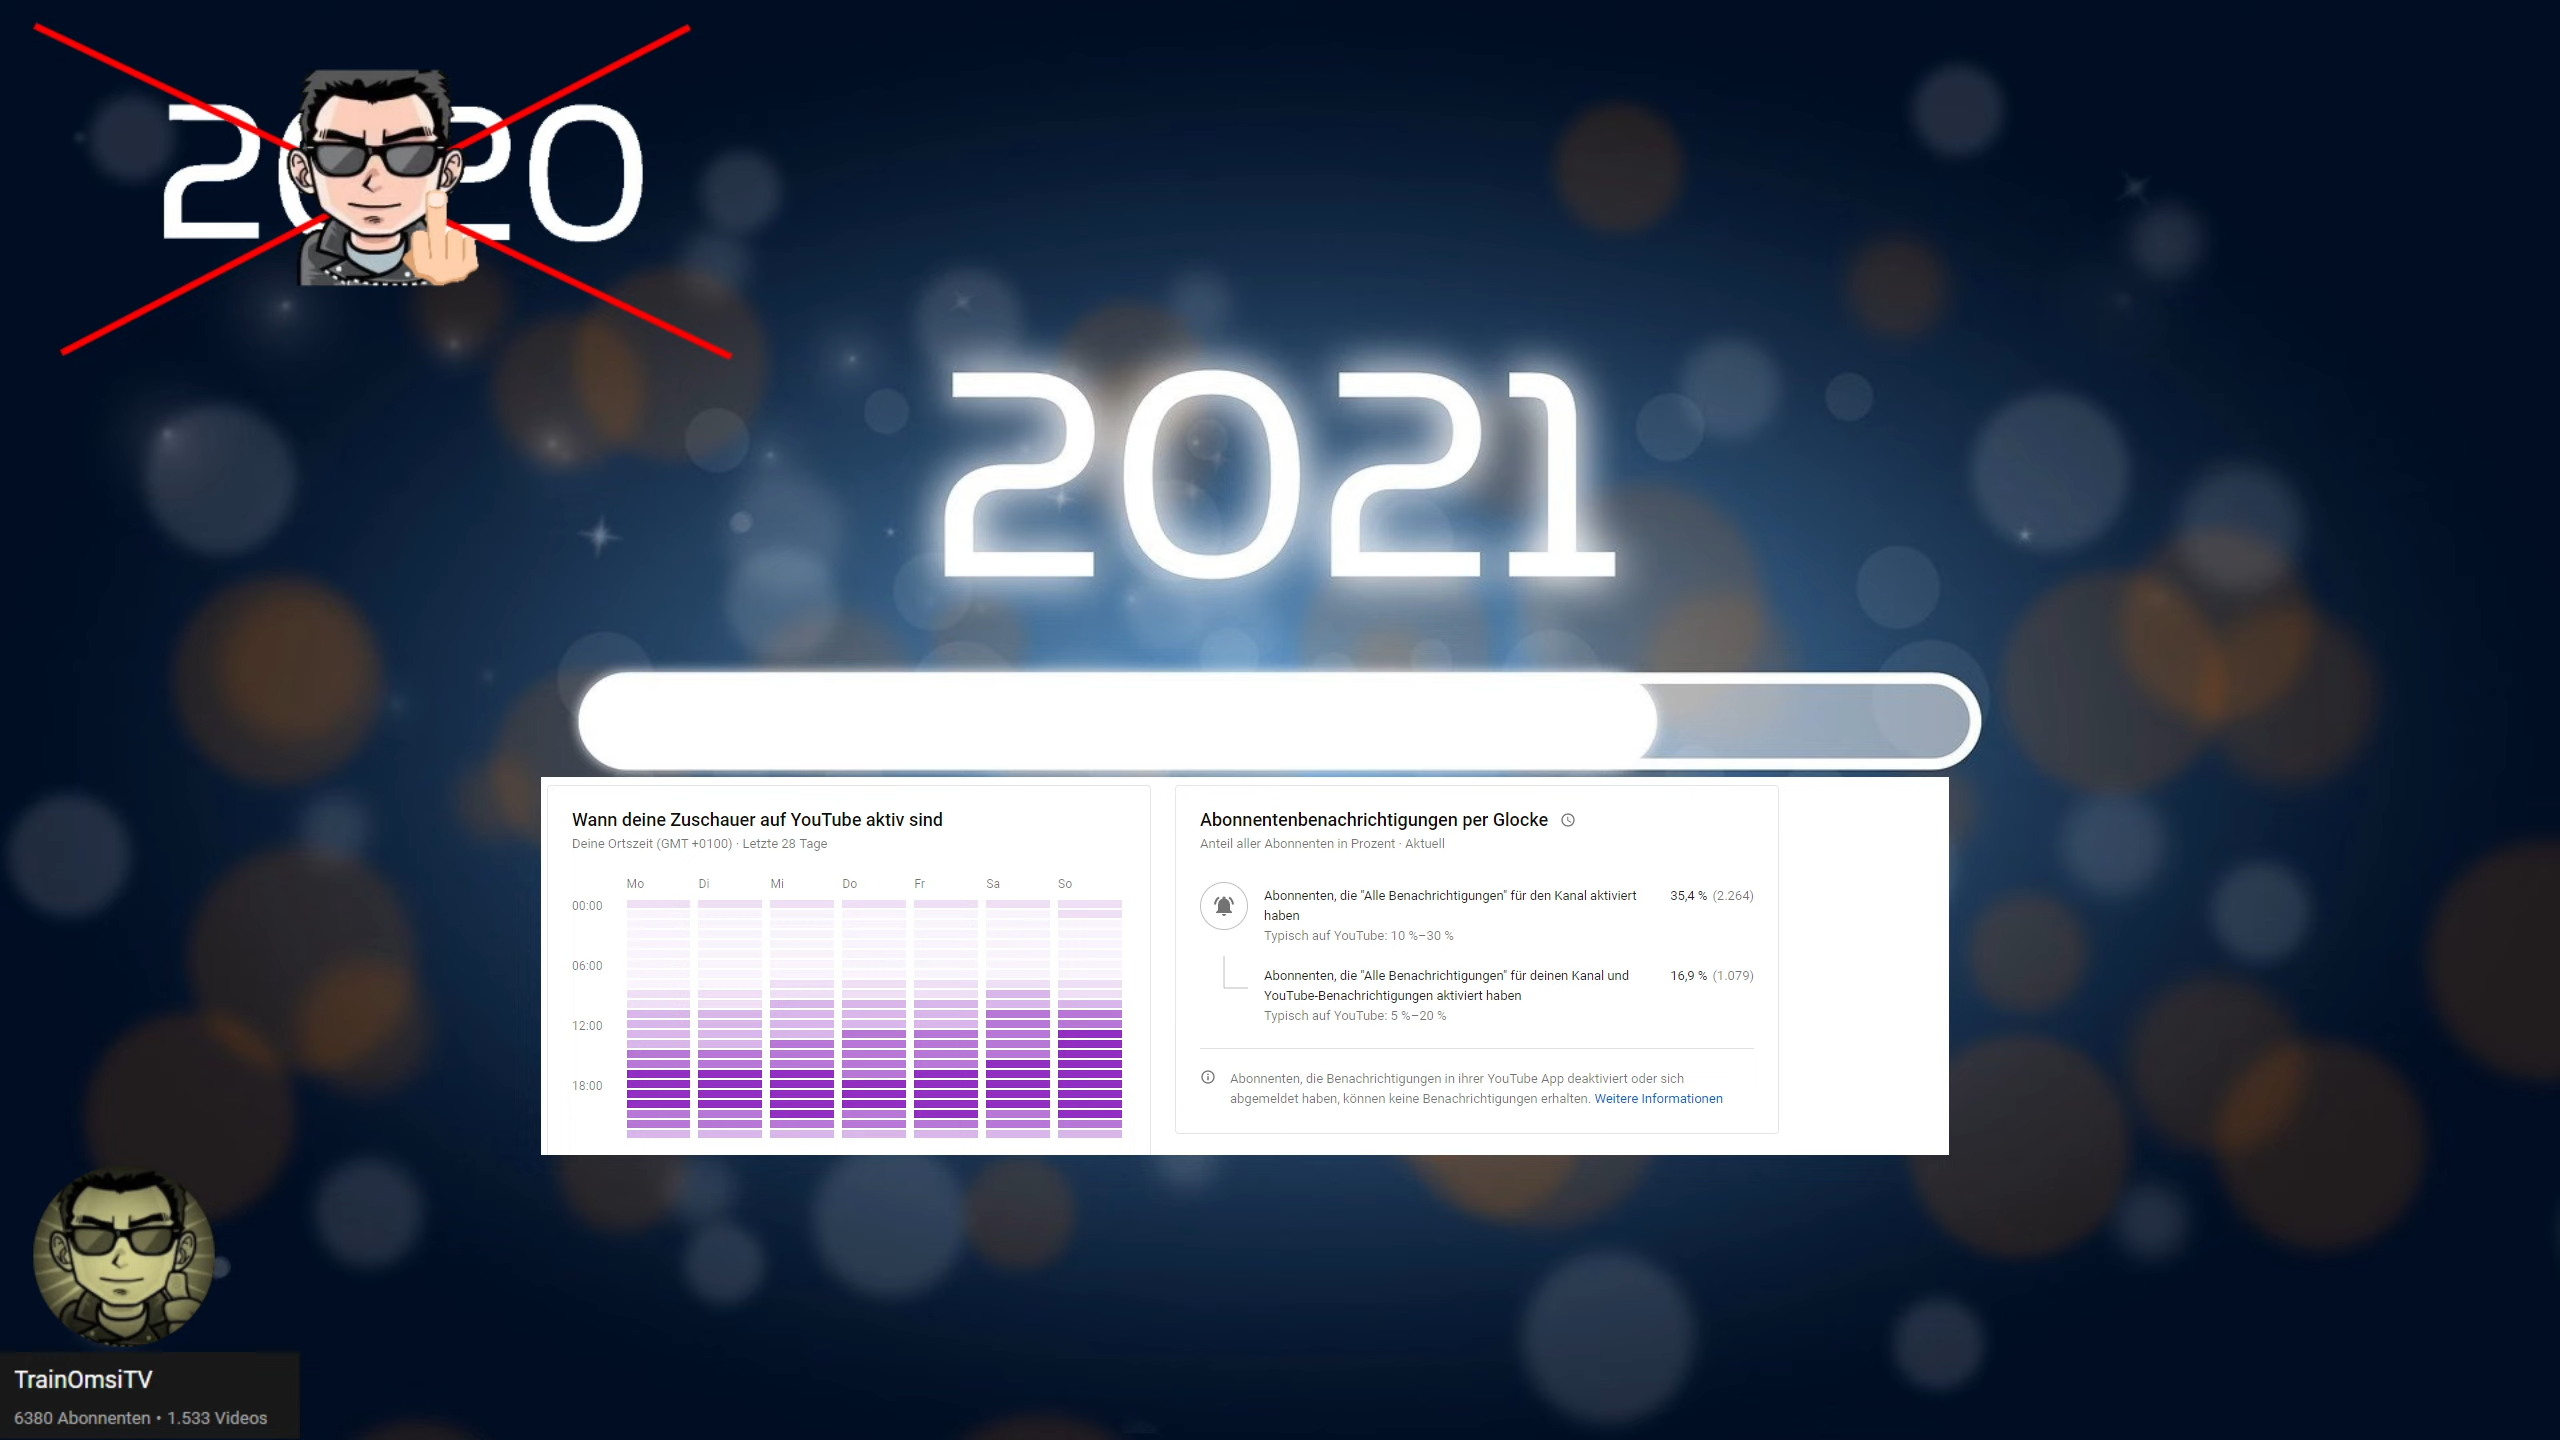 2020
2021
Wann deine Zuschauer auf YouTube aktiv sind
Deine Ortszeit (GMT +0100) · Letzte 28 Tage
Mo Di Mi Do Fr Sa So
00:00
06:00
12:00
18:00
Abonnentenbenachrichtigungen per Glocke
Anteil aller Abonnenten in Prozent · Aktuell
Abonnenten, die "Alle Benachrichtigungen" für den Kanal aktiviert 35,4 % (2.264)
haben
Typisch auf YouTube: 10 %–30 %
Abonnenten, die "Alle Benachrichtigungen" für deinen Kanal und 16,9 % (1.079)
YouTube-Benachrichtigungen aktiviert haben
Typisch auf YouTube: 5 %–20 %
Abonnenten, die Benachrichtigungen in ihrer YouTube App deaktiviert oder sich
abgemeldet haben, können keine Benachrichtigungen erhalten. Weitere Informationen
TrainOmsiTV
6380 Abonnenten • 1.533 Videos